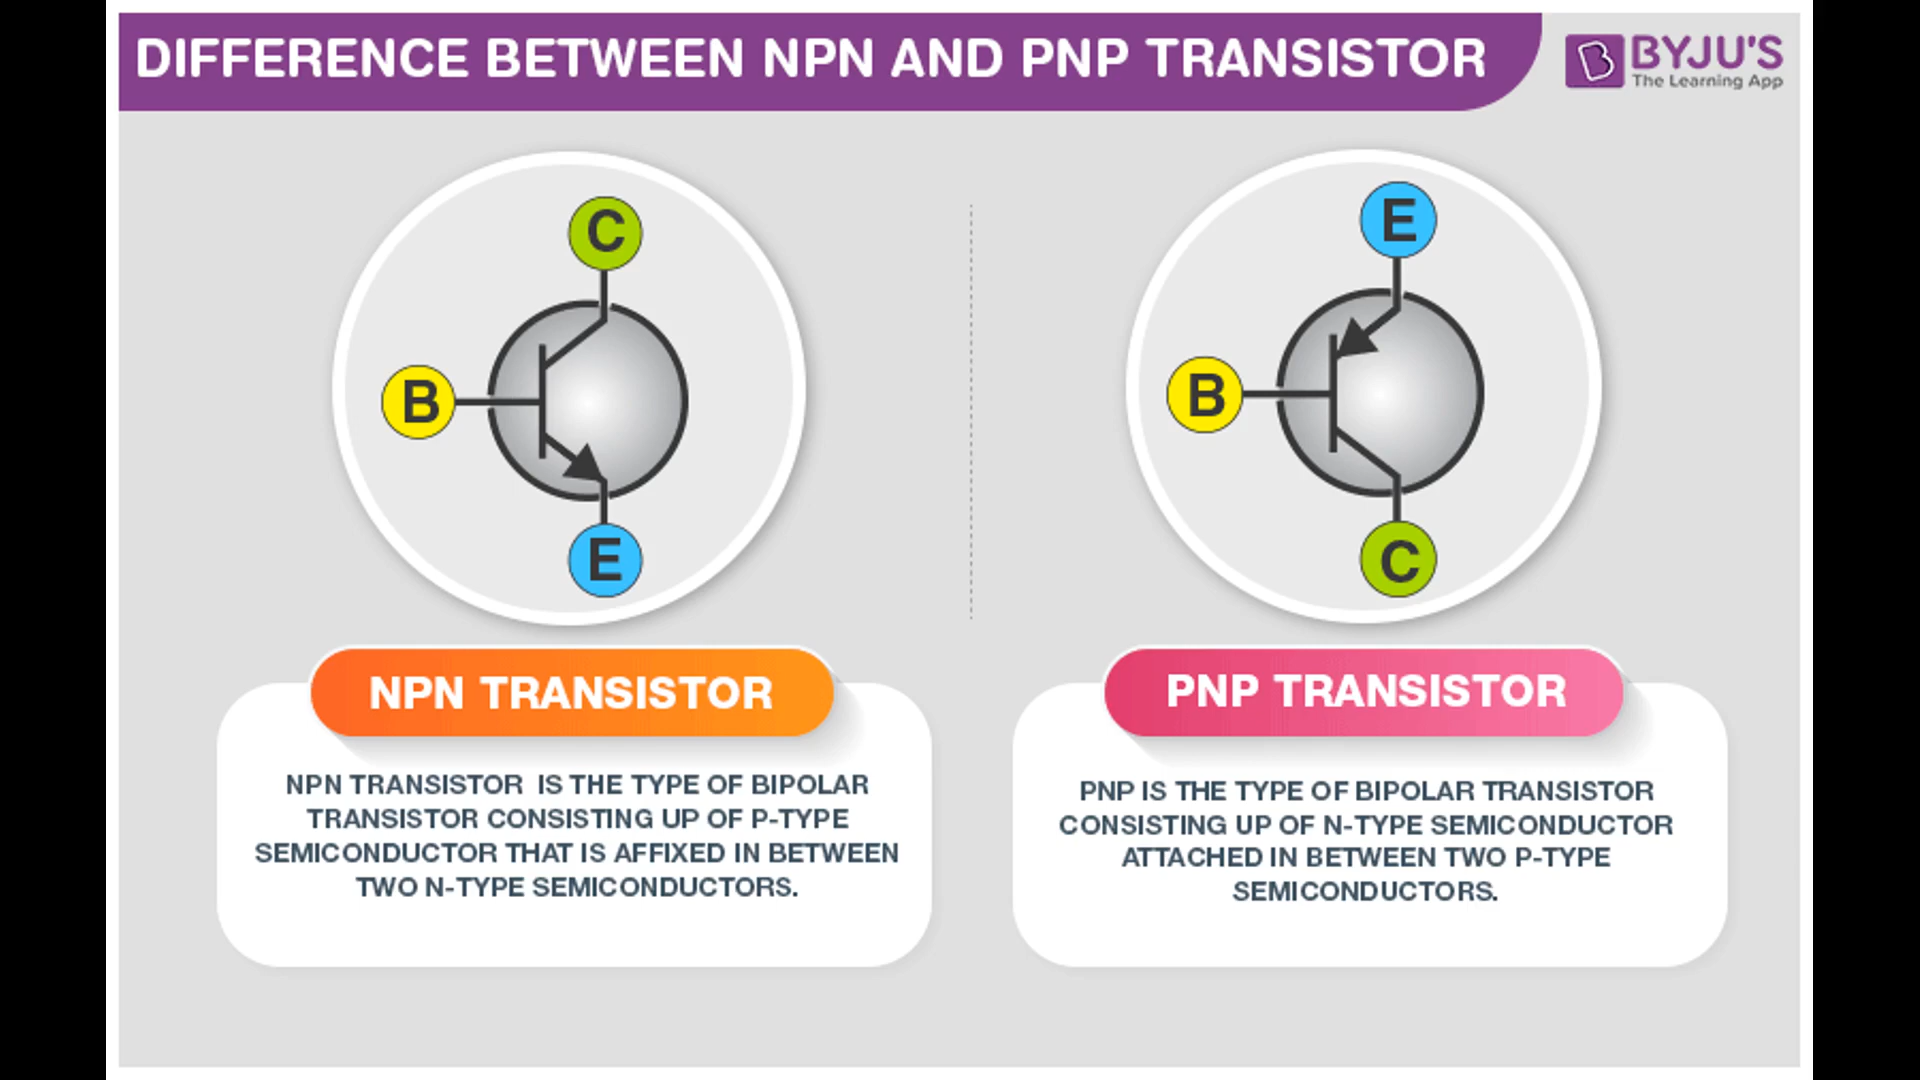 DIFFERENCE BETWEEN NPN AND PNP TRANSISTOR
BYJU'S
The Learning App
C
B
E
E
B
C
NPN TRANSISTOR
NPN TRANSISTOR IS THE TYPE OF BIPOLAR
TRANSISTOR CONSISTING UP OF P-TYPE
SEMICONDUCTOR THAT IS AFFIXED IN BETWEEN
TWO N-TYPE SEMICONDUCTORS.
PNP TRANSISTOR
PNP IS THE TYPE OF BIPOLAR TRANSISTOR
CONSISTING UP OF N-TYPE SEMICONDUCTOR
ATTACHED IN BETWEEN TWO P-TYPE
SEMICONDUCTORS.